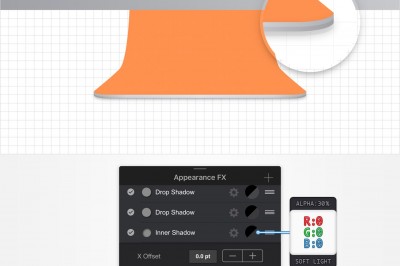 Appearance FX
Drop Shadow
Drop Shadow
Inner Shadow
X Offset
0.0 pt
ALPHA/30%
R:0
G:0
B:0
SOFT LIGHT